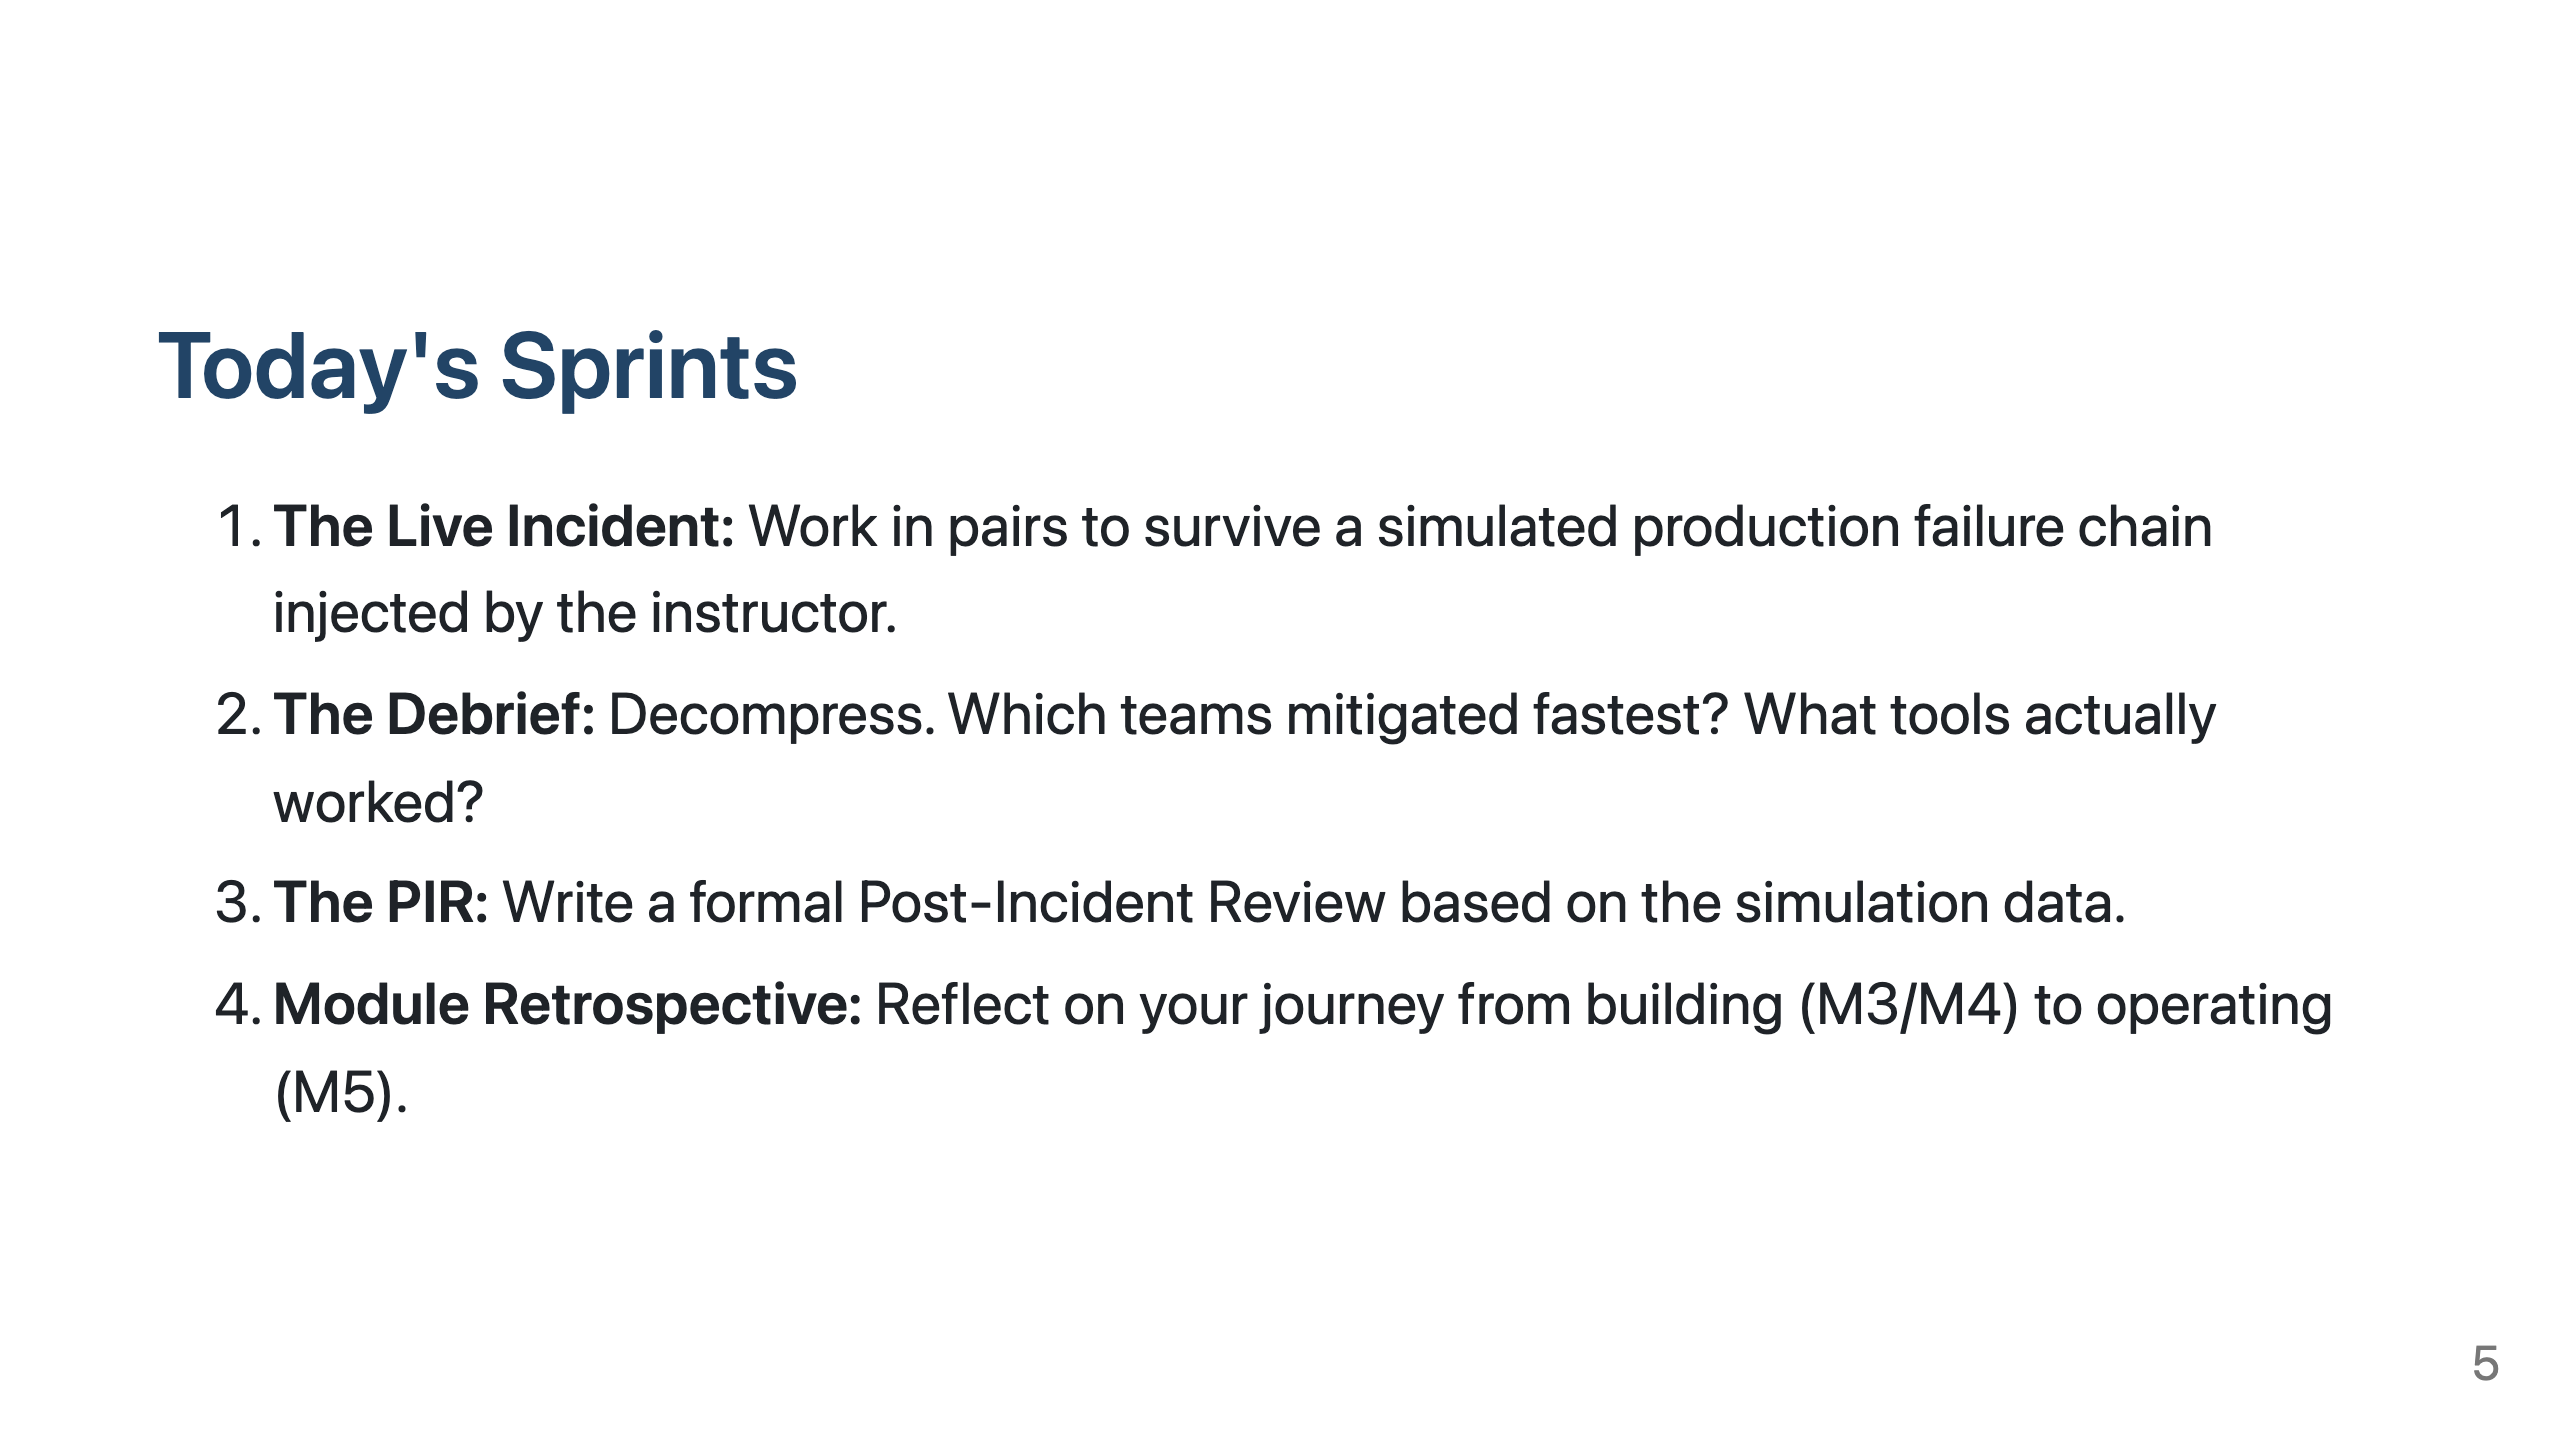 Today's Sprints
1. The Live Incident: Work in pairs to survive a simulated production failure chain
injected by the instructor.
2. The Debrief: Decompress. Which teams mitigated fastest? What tools actually
worked?
3. The PIR: Write a formal Post-Incident Review based on the simulation data.
4. Module Retrospective: Reflect on your journey from building (M3/M4) to operating
(M5).
5